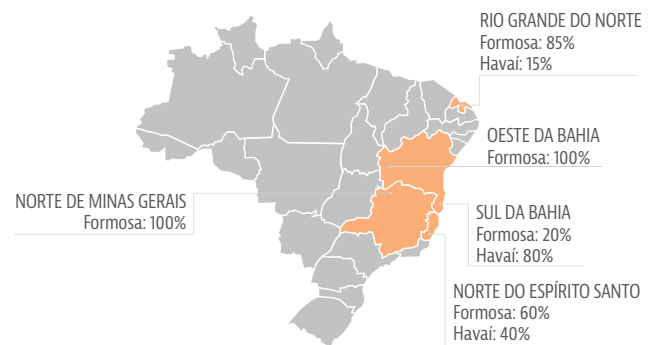 RIO GRANDE DO NORTE
Formosa: 85%
Havaí: 15%
OESTE DA BAHIA
Formosa: 100%
NORTE DE MINAS GERAIS
Formosa: 100%
SUL DA BAHIA
Formosa: 20%
Havaí: 80%
NORTE DO ESPÍRITO SANTO
Formosa: 60%
Havaí: 40%